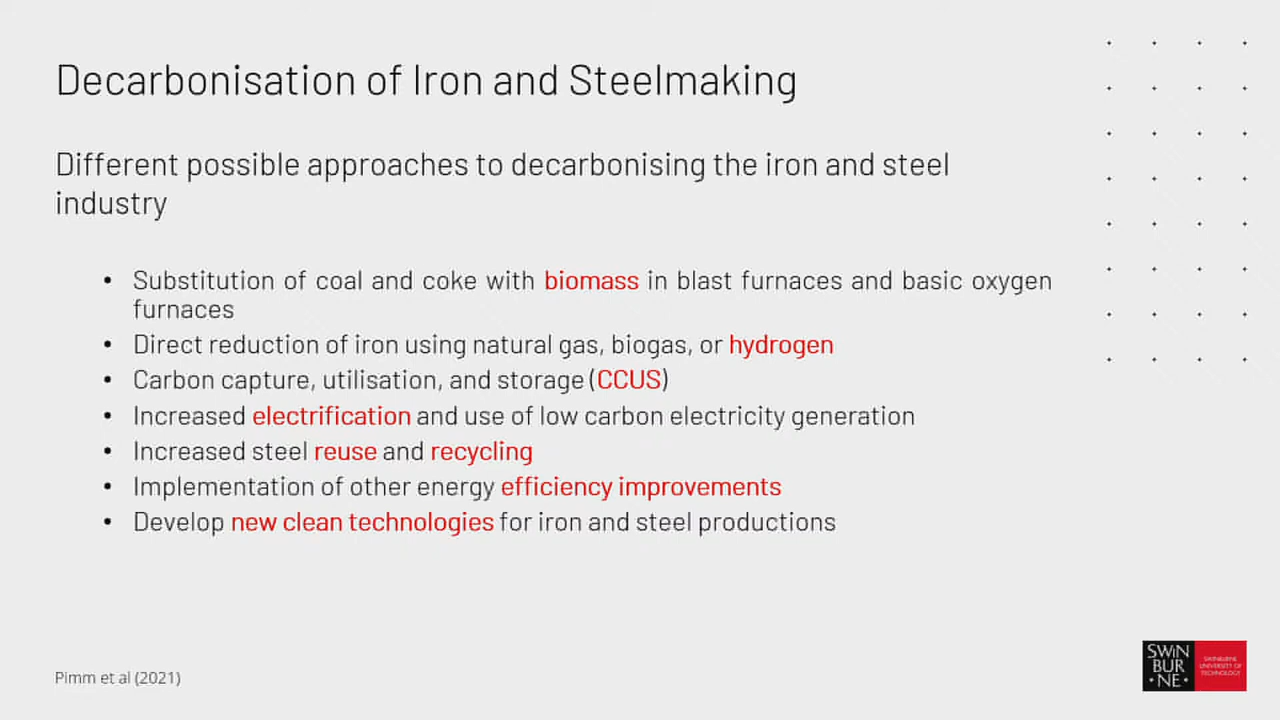 Decarbonisation of Iron and Steelmaking
Different possible approaches to decarbonising the iron and steel
industry
• Substitution of coal and coke with biomass in blast furnaces and basic oxygen
furnaces
• Direct reduction of iron using natural gas, biogas, or hydrogen
• Carbon capture, utilisation, and storage (CCUS)
• Increased electrification and use of low carbon electricity generation
• Increased steel reuse and recycling
• Implementation of other energy efficiency improvements
• Develop new clean technologies for iron and steel productions
Pimm et al (2021)
SWIN
BUR
• NE •
SWINBURNE
UNIVERSITY OF
TECHNOLOGY